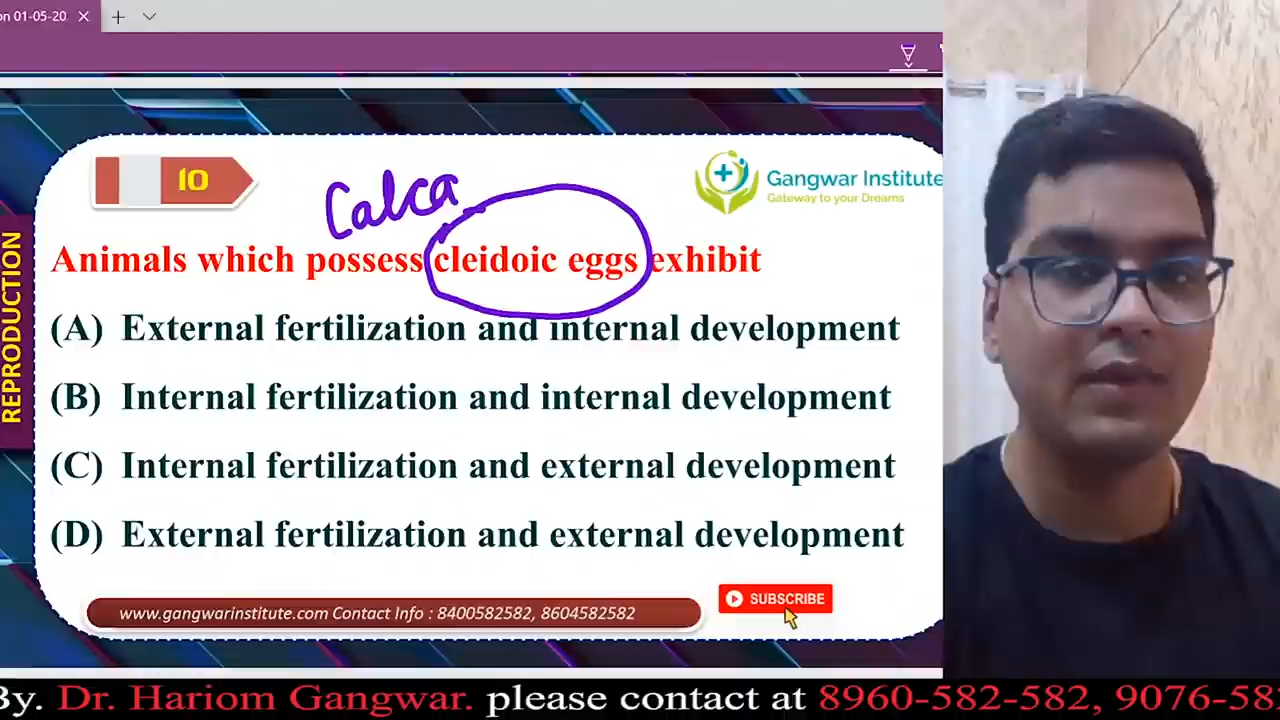 on 01-05-20
10
Gangwar Institute
Gateway to your Dreams
Calca
Animals which possess cleidoic eggs exhibit
(A) External fertilization and internal development
(B) Internal fertilization and internal development
(C) Internal fertilization and external development
(D) External fertilization and external development
REPRODUCTION
www.gangwarinstitute.com Contact Info : 8400582582, 8604582582
SUBSCRIBE
By. Dr. Hariom Gangwar. please contact at 8960-582-582, 9076-582